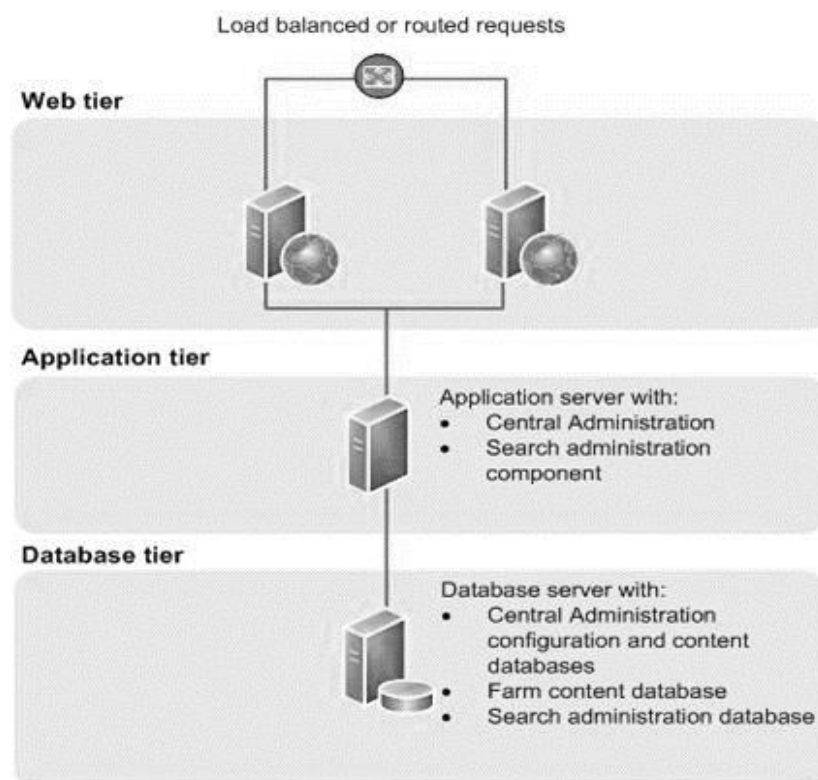 Load balanced or routed requests
Web tier
Application tier
Application server with:
• Central Administration
• Search administration
component
Database tier
Database server with:
• Central Administration
configuration and content
databases
• Farm content database
• Search administration database